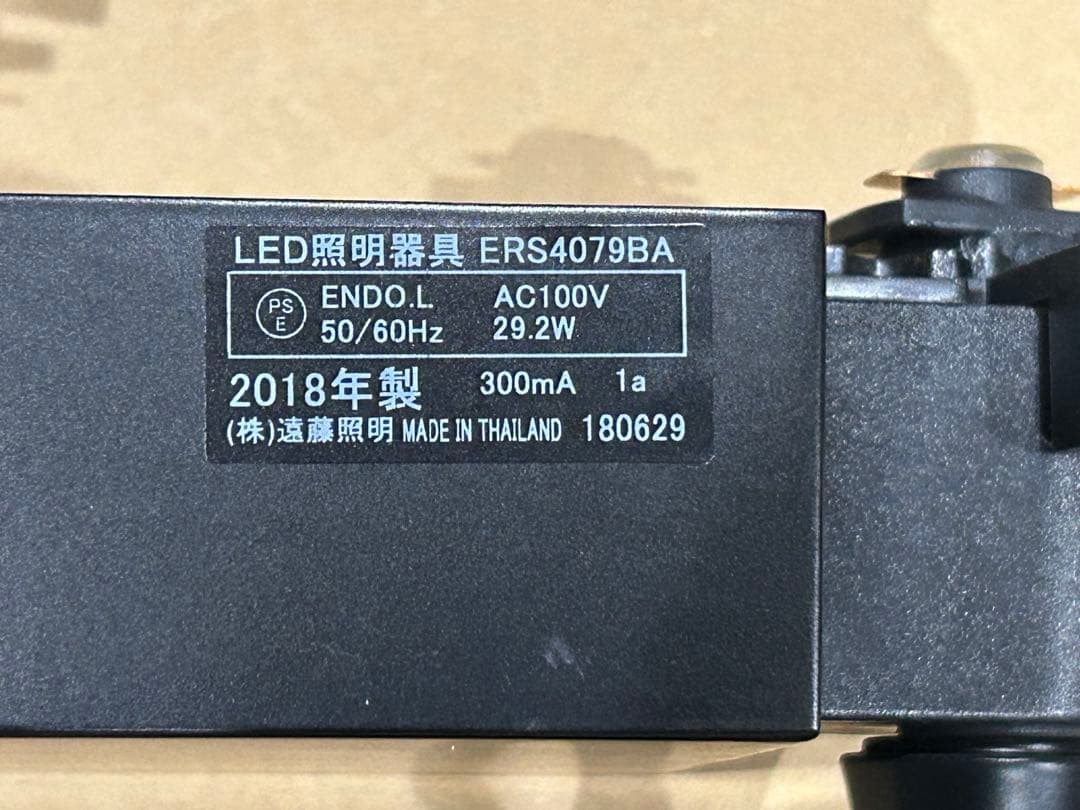 LED照明器具 ERS4079BA
PS
E
ENDO.L. AC100V
50/60Hz 29.2W
2018年製 300mA 1a
(株)遠藤照明 MADE IN THAILAND 180629